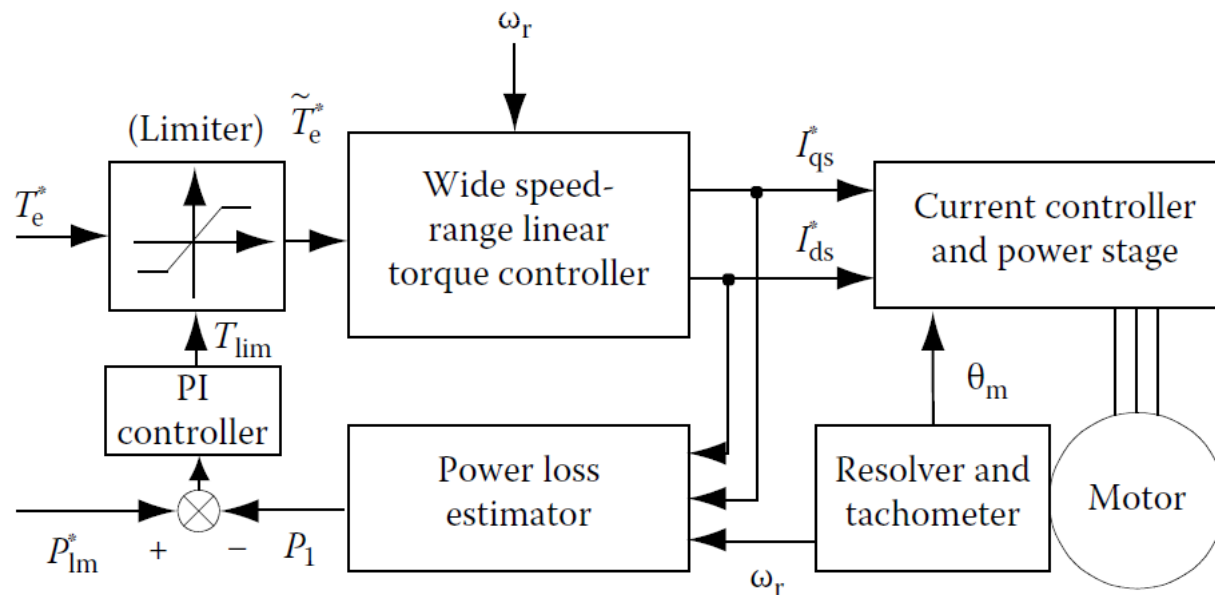 ω_r
(Limiter)
T̃_e^*
T_e^*
Wide speed-
range linear
torque controller
I_qs^*
I_ds^*
Current controller
and power stage
T_lim
PI
controller
θ_m
Power loss
estimator
Resolver and
tachometer
Motor
P_lm^*
+
−
P_1
ω_r